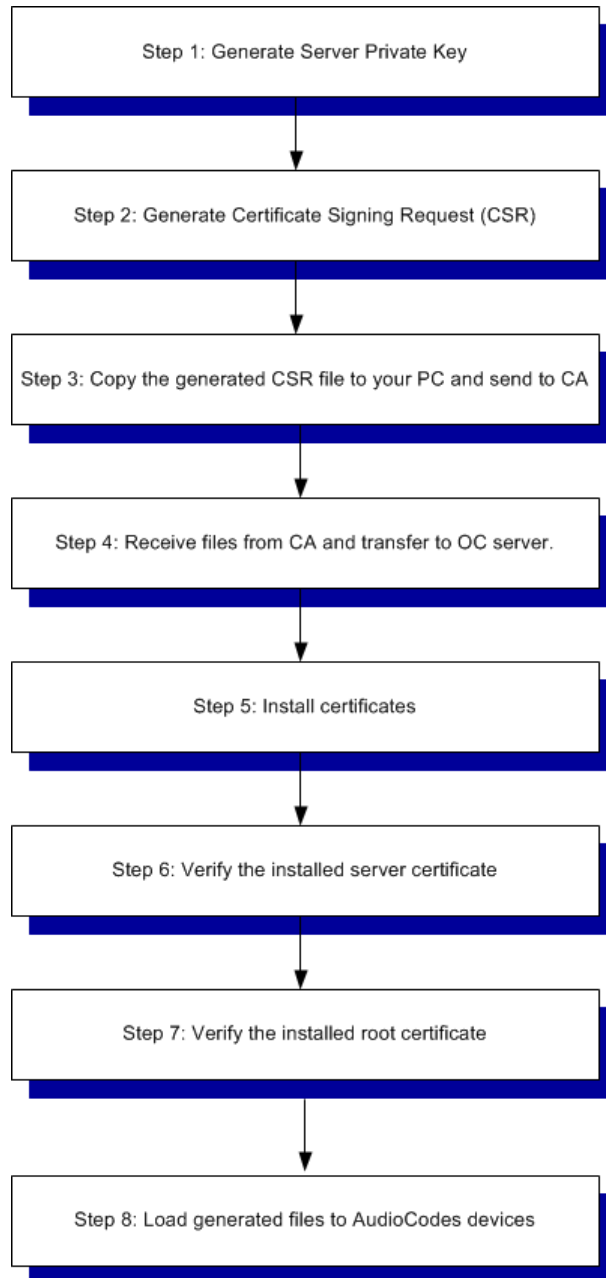 Step 1: Generate Server Private Key
Step 2: Generate Certificate Signing Request (CSR)
Step 3: Copy the generated CSR file to your PC and send to CA
Step 4: Receive files from CA and transfer to OC server.
Step 5: Install certificates
Step 6: Verify the installed server certificate
Step 7: Verify the installed root certificate
Step 8: Load generated files to AudioCodes devices